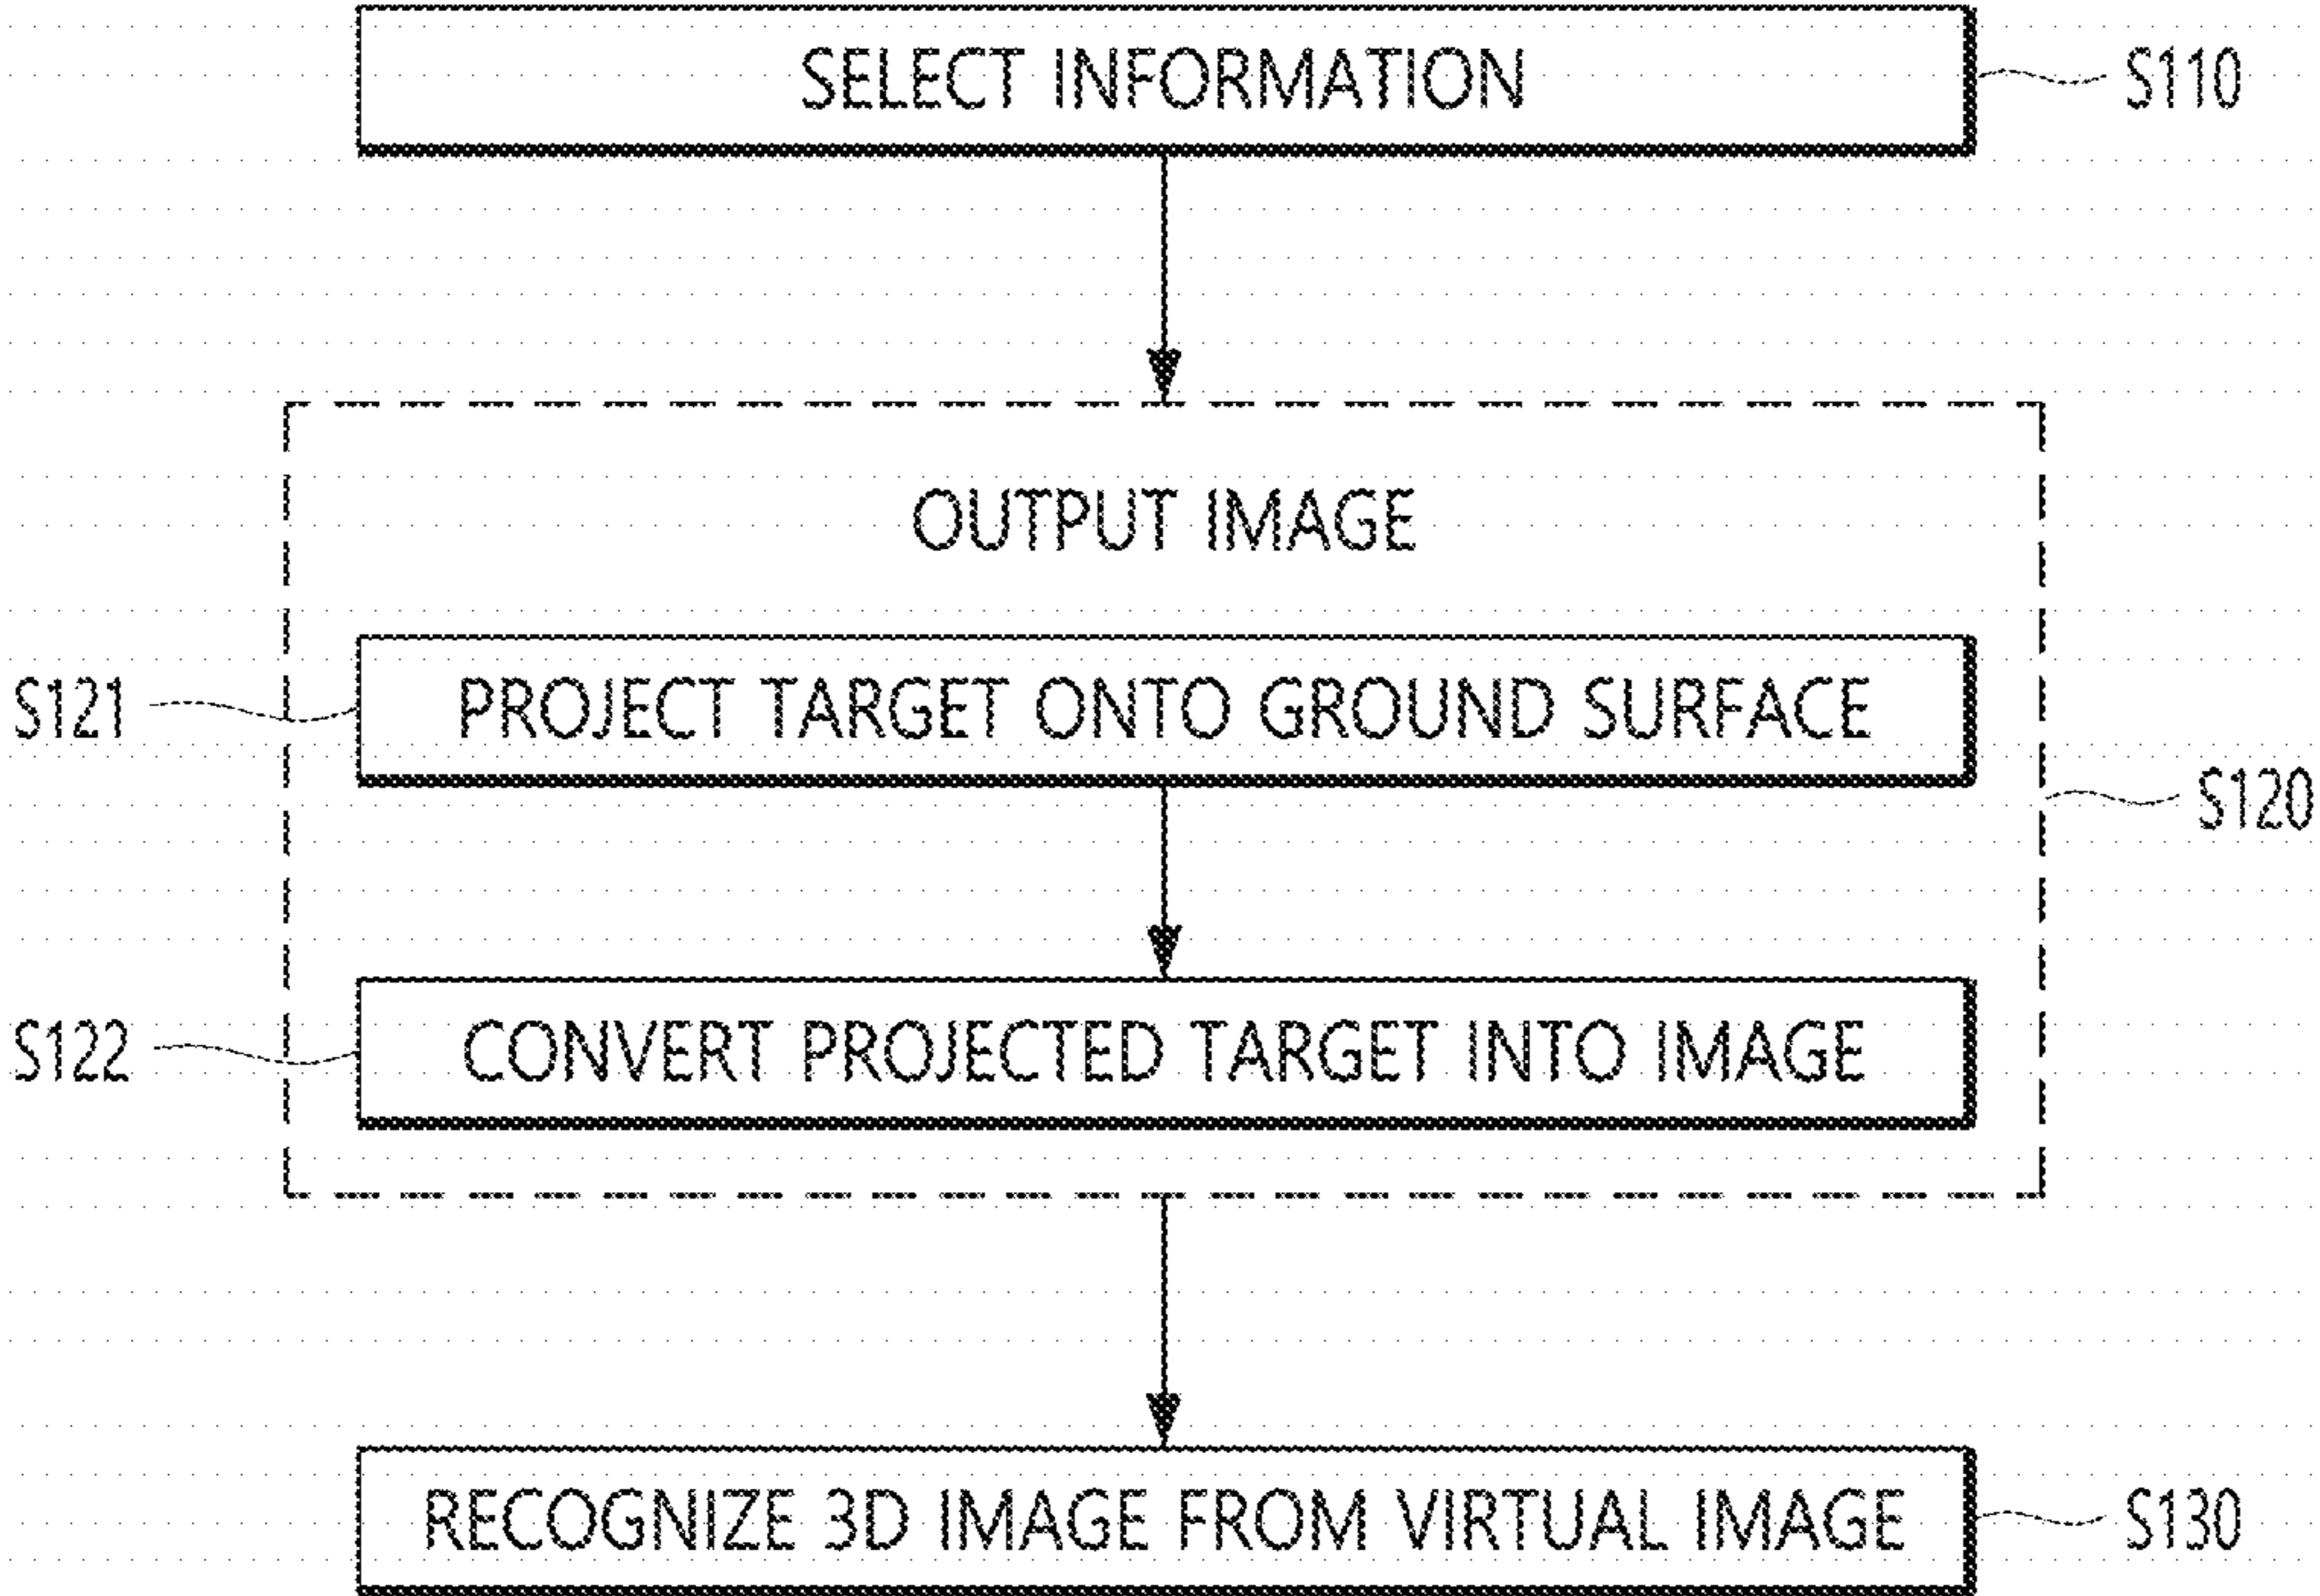 SELECT INFORMATION
S110
OUTPUT IMAGE
S121
PROJECT TARGET ONTO GROUND SURFACE
S120
S122
CONVERT PROJECTED TARGET INTO IMAGE
RECOGNIZE 3D IMAGE FROM VIRTUAL IMAGE
S130